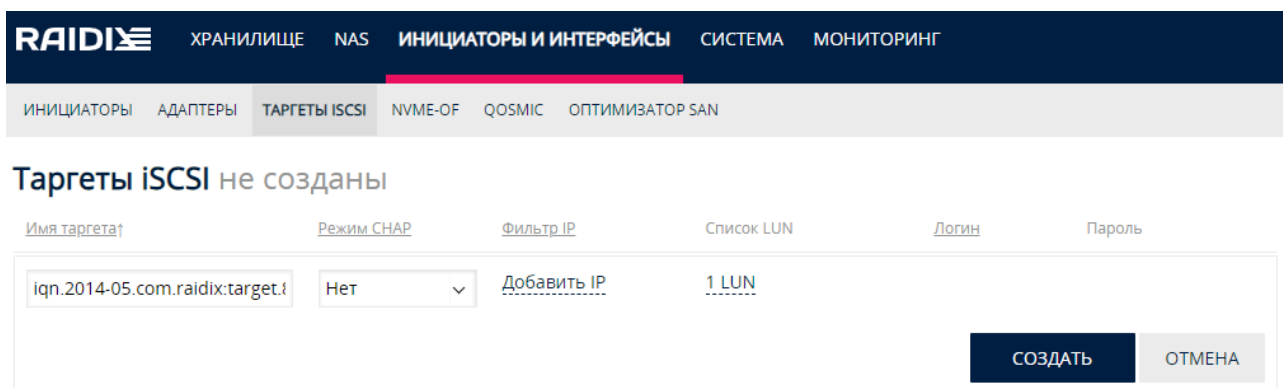 RAIDIX ХРАНИЛИЩЕ NAS ИНИЦИАТОРЫ И ИНТЕРФЕЙСЫ СИСТЕМА МОНИТОРИНГ
ИНИЦИАТОРЫ АДАПТЕРЫ ТАРГЕТЫ ISCSI NVME-OF QOSMIC ОПТИМИЗАТОР SAN
Таргеты iSCSI не созданы
Имя таргета↑ Режим CHAP Фильтр IP Список LUN Логин Пароль
iqn.2014-05.com.raidix:target. Нет Добавить IP 1 LUN
СОЗДАТЬ ОТМЕНА